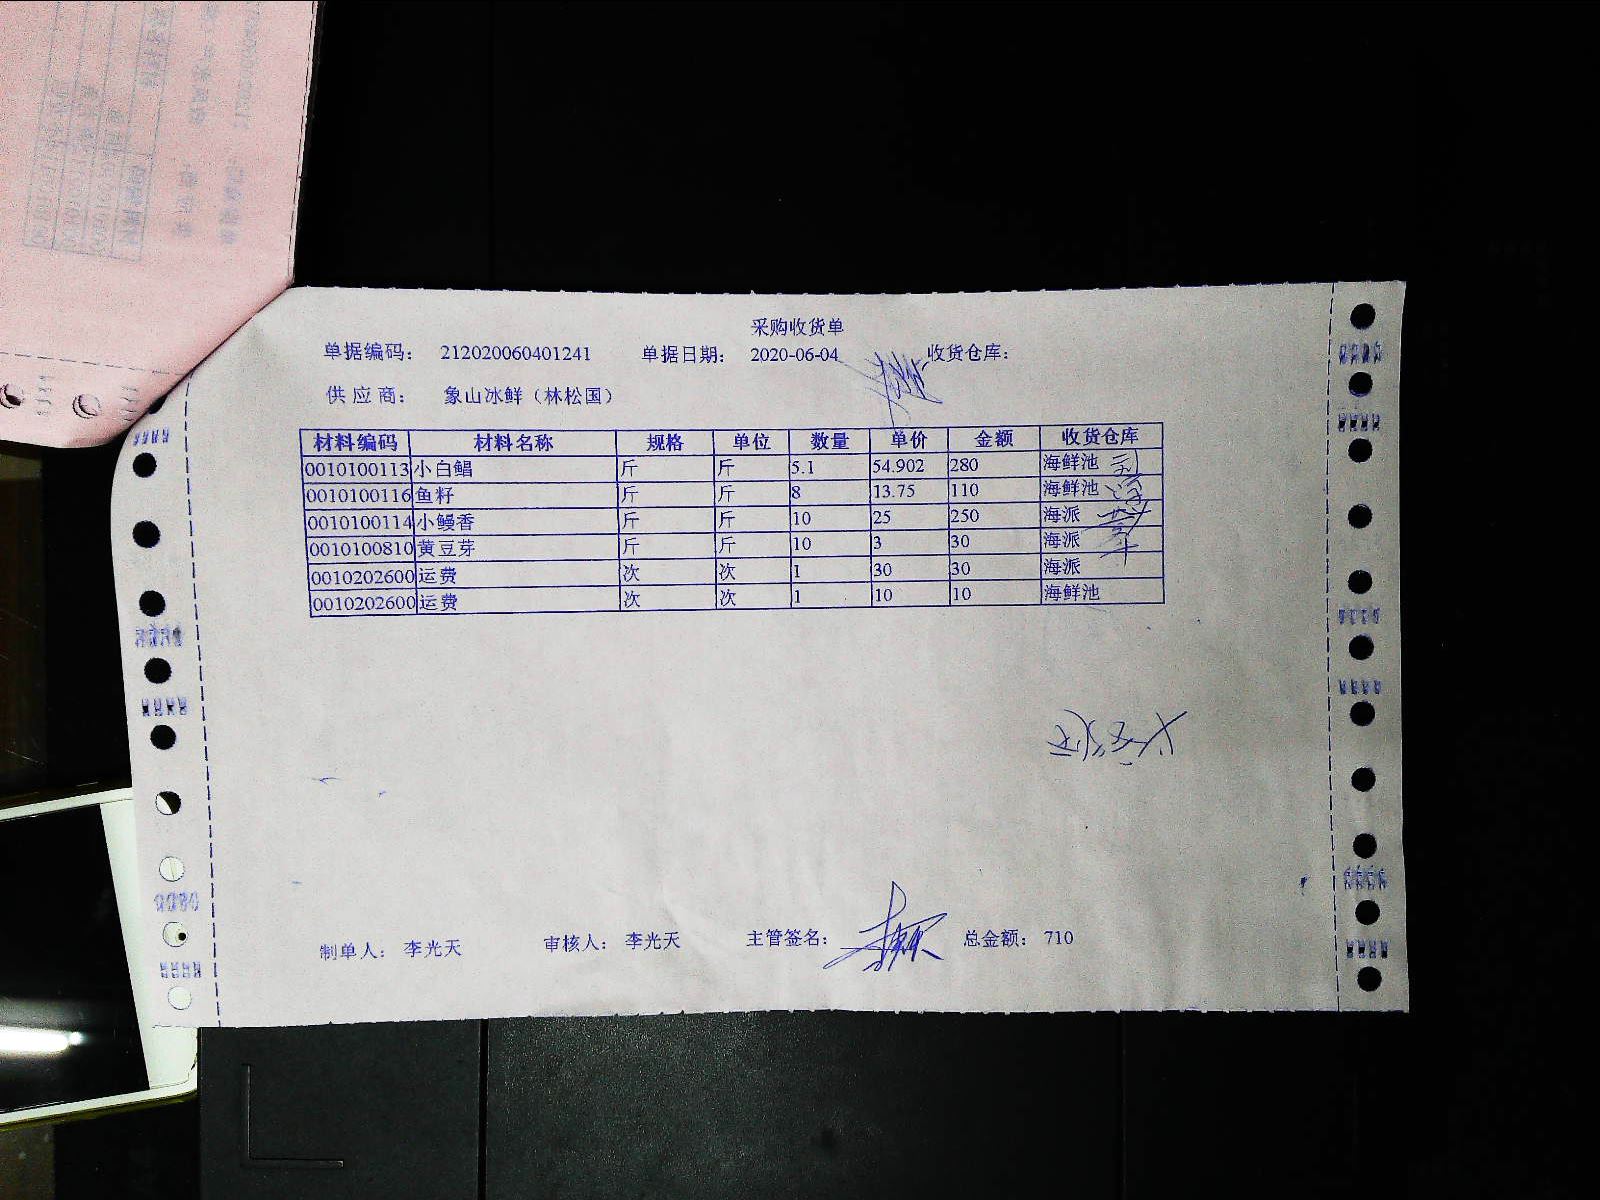 采购收货单
单据编码： 212020060401241 单据日期： 2020-06-04 收货仓库：
供应商： 象山冰鲜（林松国）
材料编码 材料名称 规格 单位 数量 单价 金额 收货仓库
0010100113 小白鲳 斤 斤 5.1 54.902 280 海鲜池
0010100116 鱼籽 斤 斤 8 13.75 110 海鲜池
0010100114 小鳗香 斤 斤 10 25 250 海派
0010100810 黄豆芽 斤 斤 10 3 30 海派
0010202600 运费 次 次 1 30 30 海派
0010202600 运费 次 次 1 10 10 海鲜池
制单人： 李光天 审核人： 李光天 主管签名： 总金额： 710